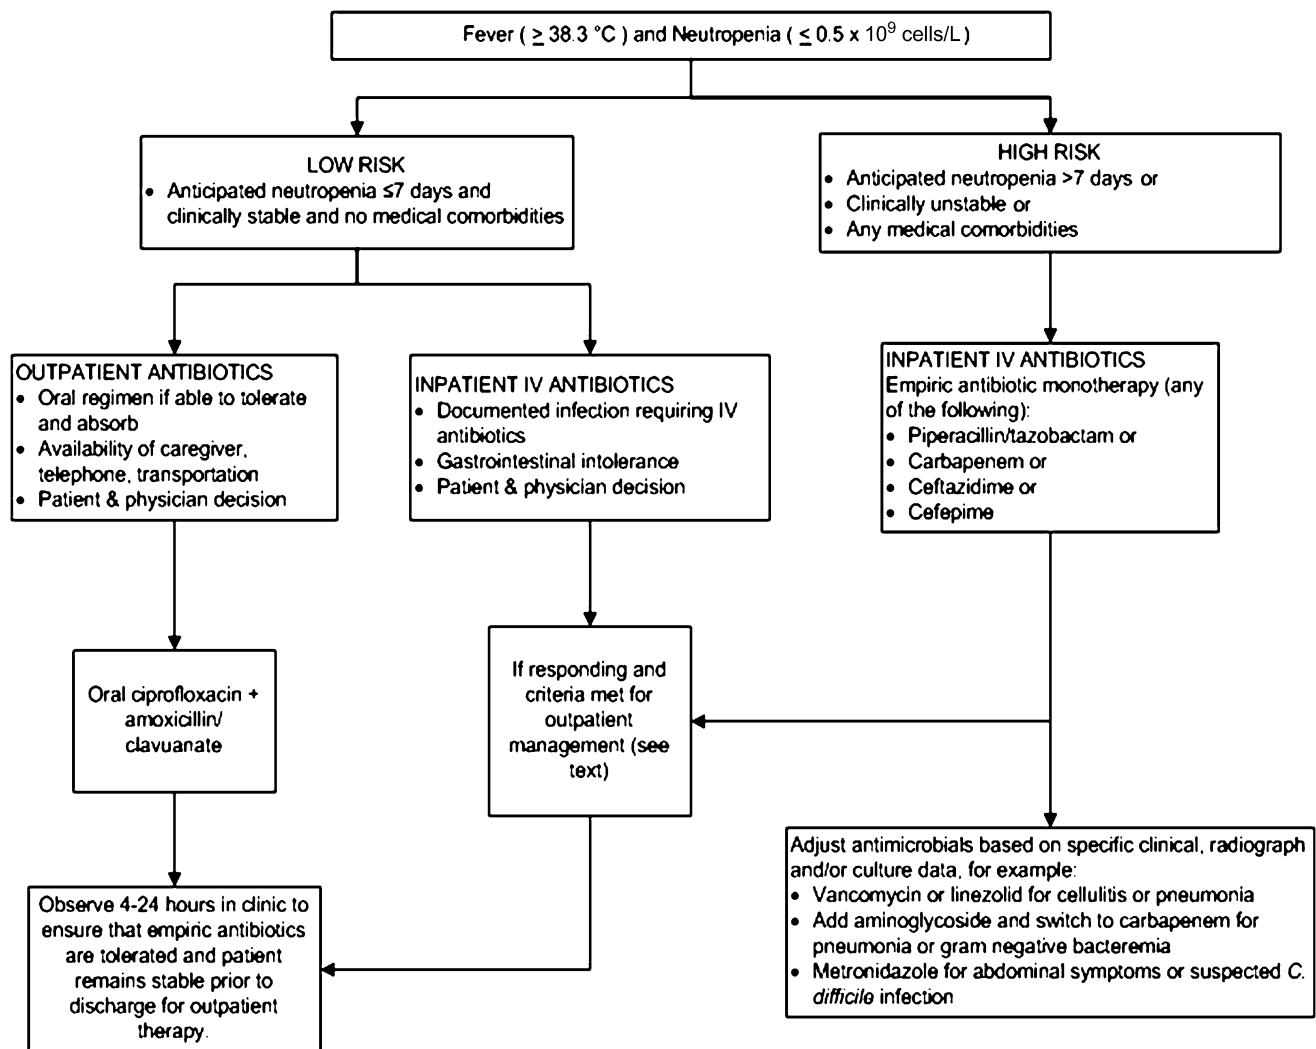 Fever ( ≥ 38.3 °C ) and Neutropenia ( ≤ 0.5 x 10⁹ cells/L)
LOW RISK
• Anticipated neutropenia ≤7 days and
clinically stable and no medical comorbidities
HIGH RISK
• Anticipated neutropenia >7 days or
• Clinically unstable or
• Any medical comorbidities
OUTPATIENT ANTIBIOTICS
• Oral regimen if able to tolerate
and absorb
• Availability of caregiver,
telephone, transportation
• Patient & physician decision
INPATIENT IV ANTIBIOTICS
• Documented infection requiring IV
antibiotics
• Gastrointestinal intolerance
• Patient & physician decision
INPATIENT IV ANTIBIOTICS
Empiric antibiotic monotherapy (any
of the following):
• Piperacillin/tazobactam or
• Carbapenem or
• Ceftazidime or
• Cefepime
Oral ciprofloxacin +
amoxicillin/
clavuanate
If responding and
criteria met for
outpatient
management (see
text)
Observe 4-24 hours in clinic to
ensure that empiric antibiotics
are tolerated and patient
remains stable prior to
discharge for outpatient
therapy.
Adjust antimicrobials based on specific clinical, radiograph
and/or culture data, for example:
• Vancomycin or linezolid for cellulitis or pneumonia
• Add aminoglycoside and switch to carbapenem for
pneumonia or gram negative bacteremia
• Metronidazole for abdominal symptoms or suspected C.
difficile infection